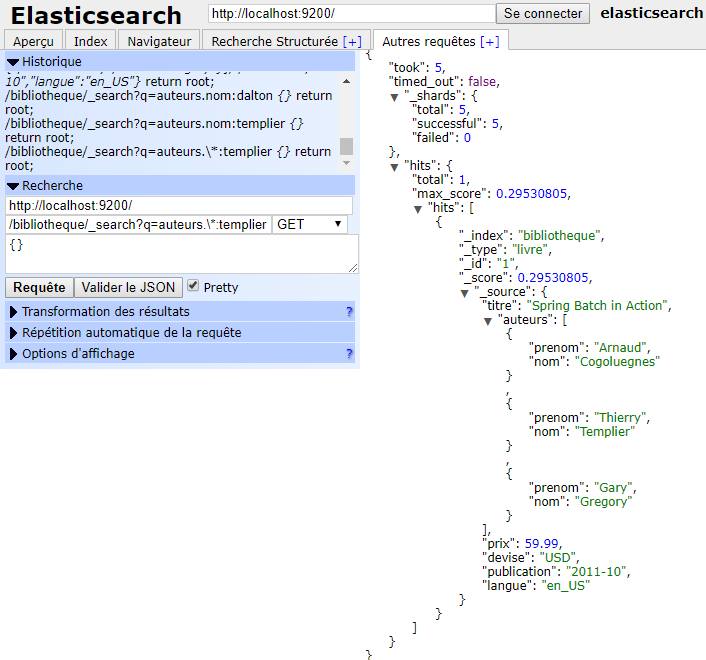 Elasticsearch
http://localhost:9200/
Se connecter
elasticsearch
Aperçu
Index
Navigateur
Recherche Structurée [+]
Autres requêtes [+]
Historique
10","langue":"en_US"} return root;
/bibliotheque/_search?q=auteurs.nom:dalton {} return
root;
/bibliotheque/_search?q=auteurs.nom:templier {}
return root;
/bibliotheque/_search?q=auteurs.\*:templier {} return
root;
Recherche
http://localhost:9200/
/bibliotheque/_search?q=auteurs.\*:templier
GET
{}
Requête
Valider le JSON
Pretty
Transformation des résultats ?
Répétition automatique de la requête
Options d'affichage ?
{
"took": 5,
"timed_out": false,
"_shards": {
"total": 5,
"successful": 5,
"failed": 0
},
"hits": {
"total": 1,
"max_score": 0.29530805,
"hits": [
{
"_index": "bibliotheque",
"_type": "livre",
"_id": "1",
"_score": 0.29530805,
"_source": {
"titre": "Spring Batch in Action",
"auteurs": [
{
"prenom": "Arnaud",
"nom": "Cogoluegnes"
}
,
{
"prenom": "Thierry",
"nom": "Templier"
}
,
{
"prenom": "Gary",
"nom": "Gregory"
}
],
"prix": 59.99,
"devise": "USD",
"publication": "2011-10",
"langue": "en_US"
}
}
]
}
}